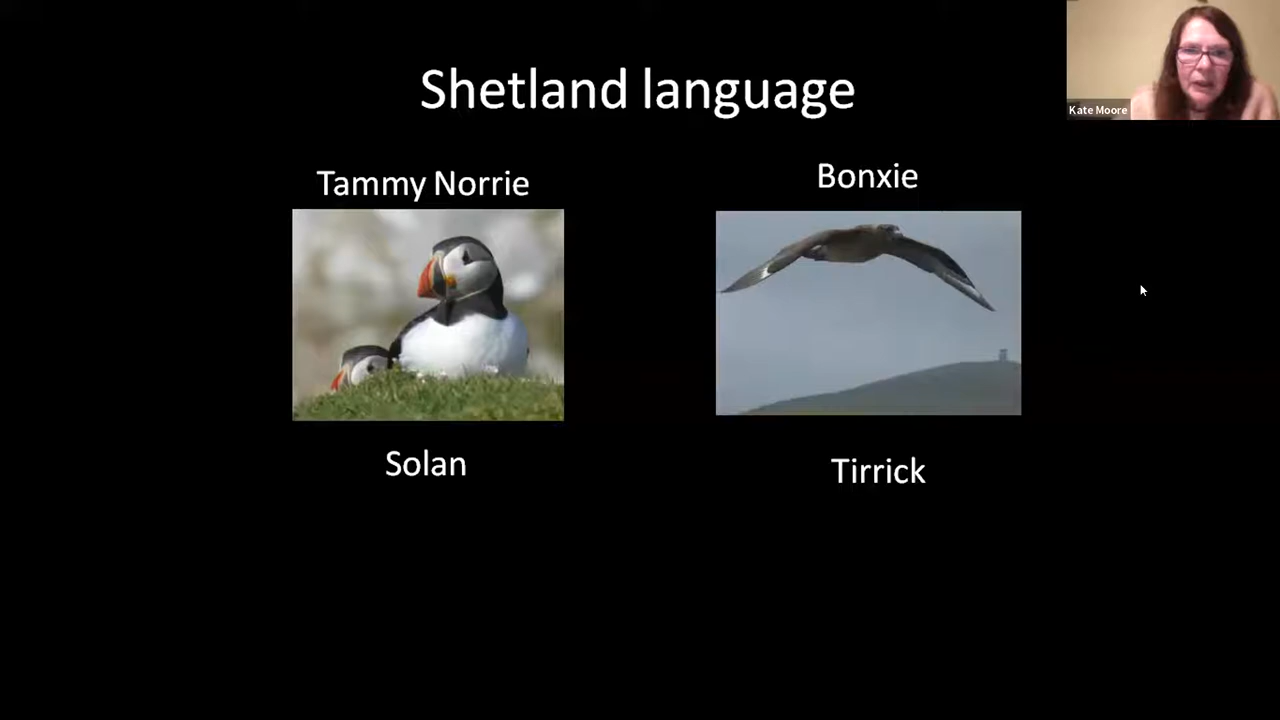 Shetland language
Kate Moore
Tammy Norrie
Bonxie
Solan
Tirrick